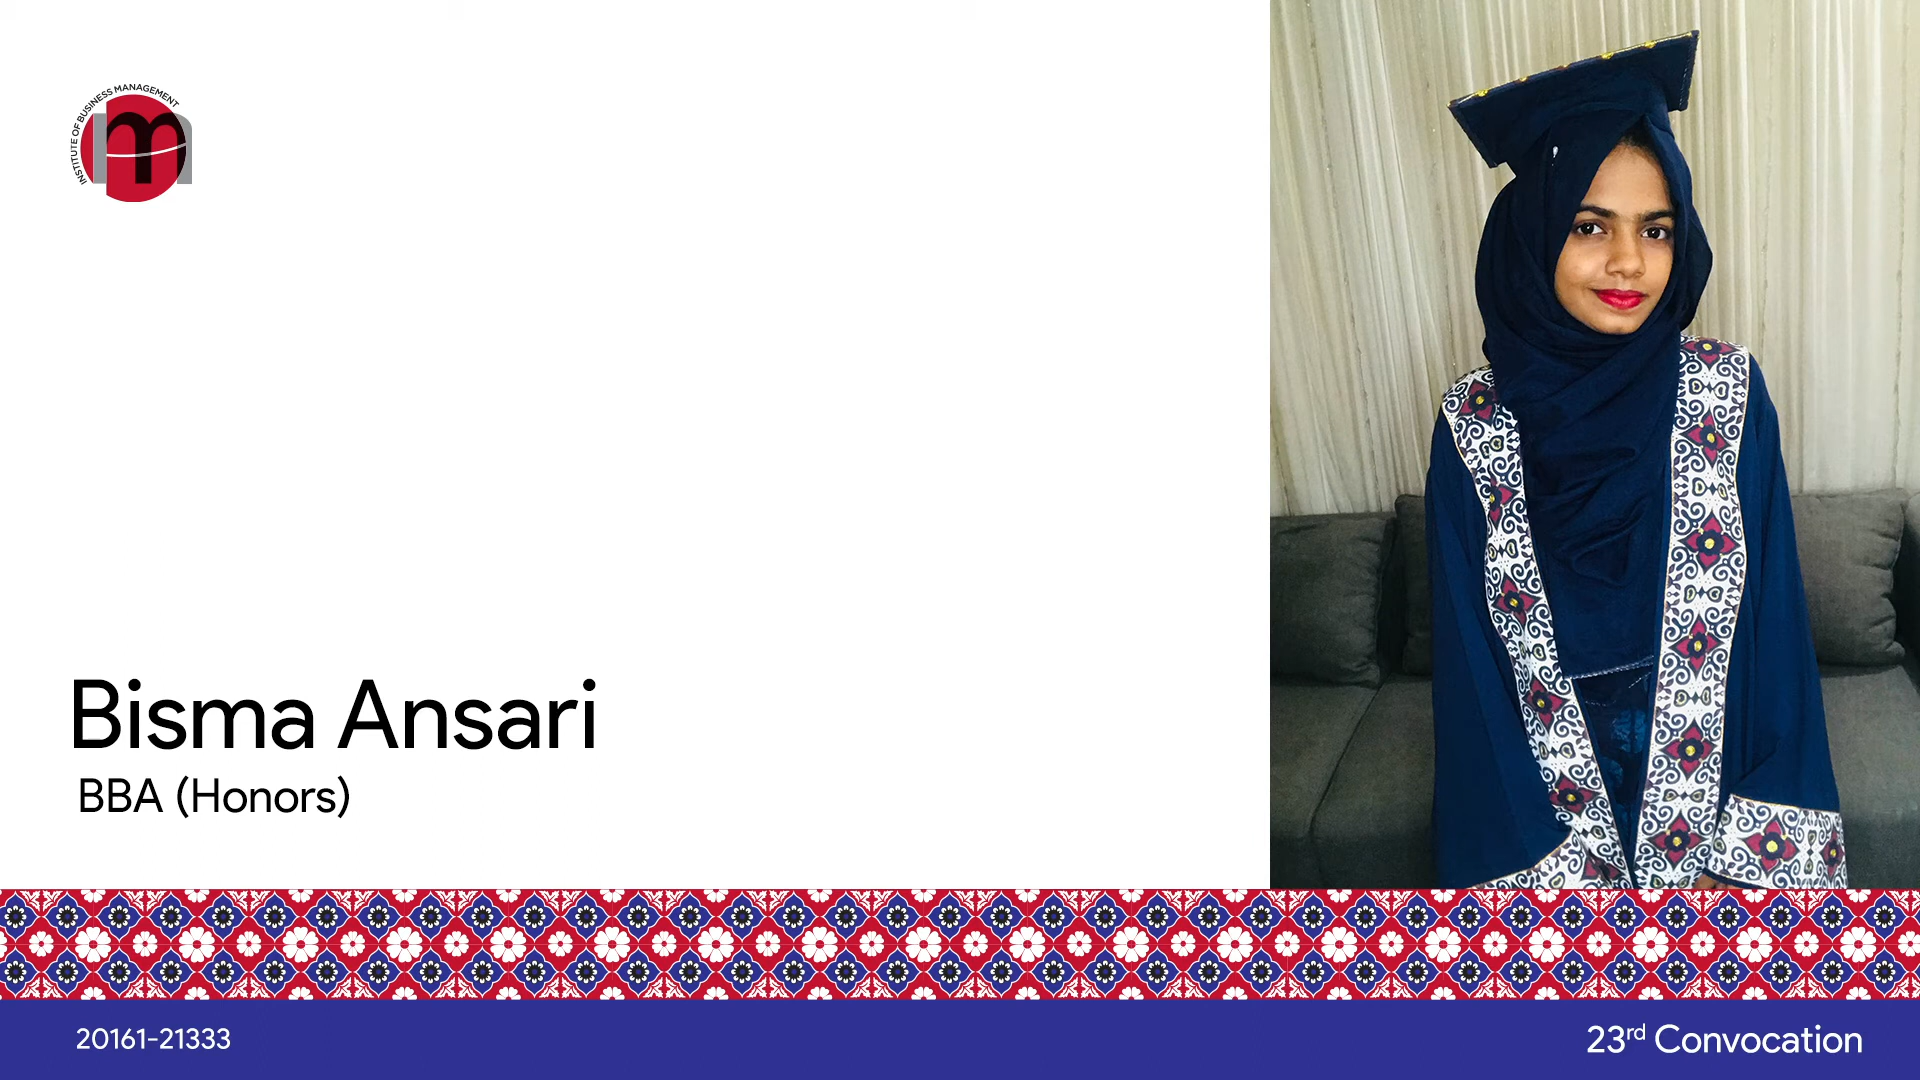 INSTITUTE OF BUSINESS MANAGEMENT
m
Bisma Ansari
BBA (Honors)
20161-21333
23rd Convocation